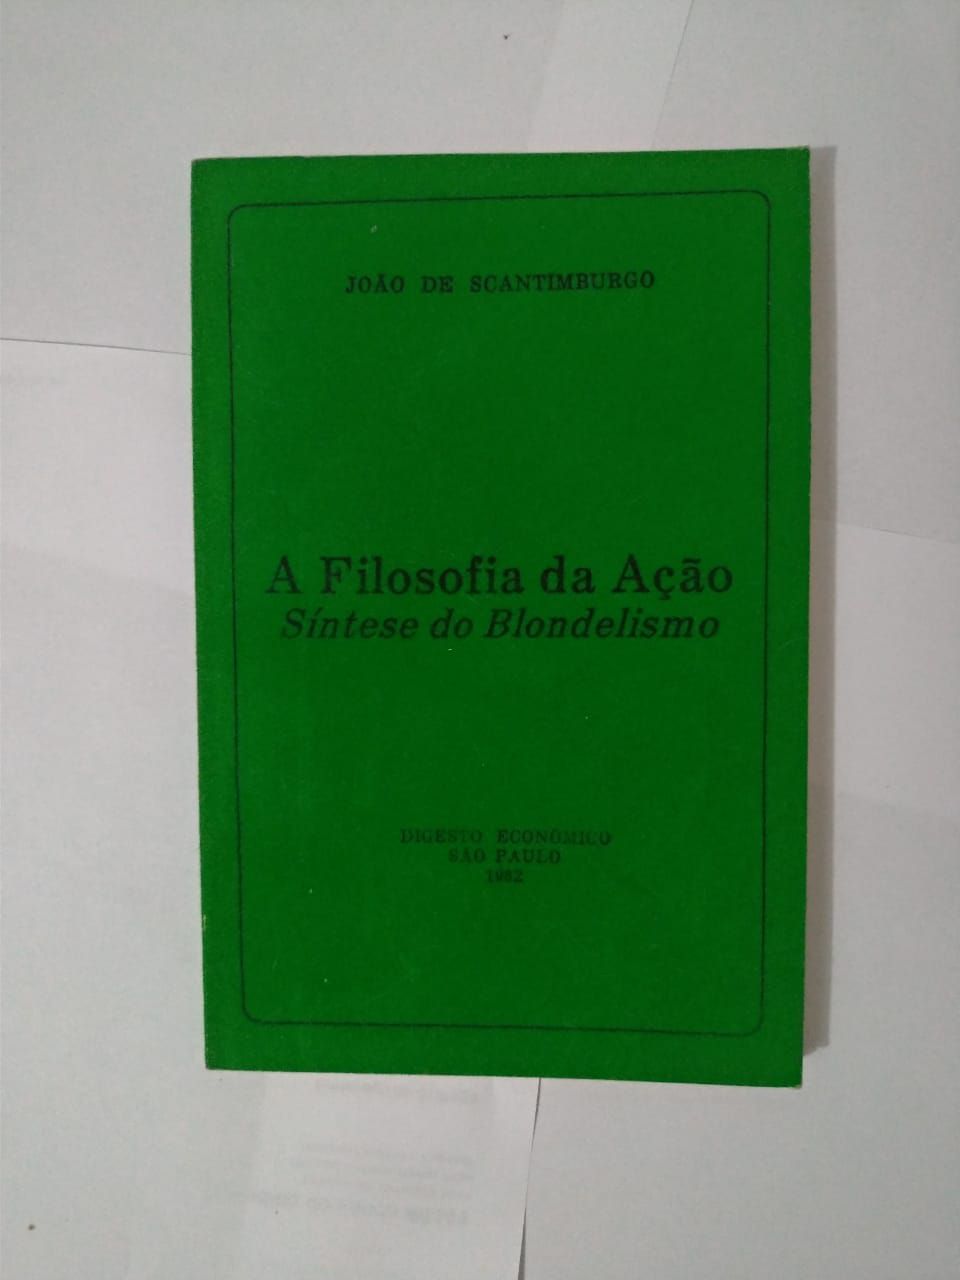 JOÃO DE SCANTIMBURGO
A Filosofia da Ação
Síntese do Blondelismo
DIGESTO ECONÔMICO
SÃO PAULO
1982